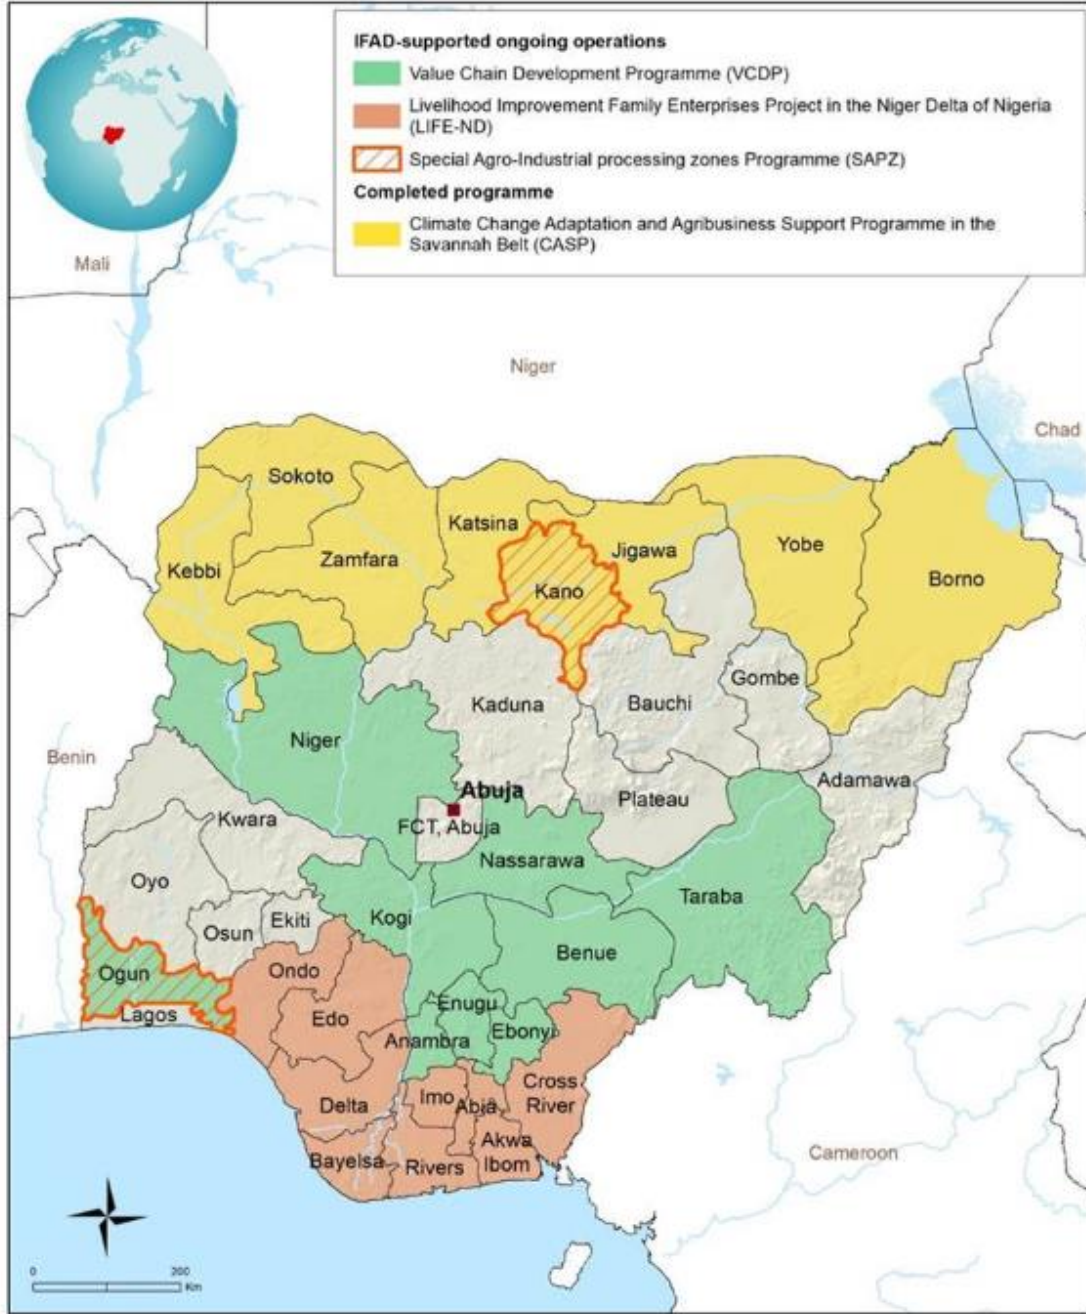 IFAD-supported ongoing operations
Value Chain Development Programme (VCDP)
Livelihood Improvement Family Enterprises Project in the Niger Delta of Nigeria
(LIFE-ND)
Special Agro-Industrial processing zones Programme (SAPZ)
Completed programme
Climate Change Adaptation and Agribusiness Support Programme in the
Savannah Belt (CASP)
Mali
Niger
Chad
Sokoto
Katsina
Yobe
Jigawa
Zamfara
Kebbi
Borno
Kano
Gombe
Kaduna
Bauchi
Niger
Benin
Adamawa
Abuja
Plateau
FCT, Abuja
Kwara
Nassarawa
Oyo
Taraba
Kogi
Ekiti
Osun
Benue
Ogun
Ondo
Enugu
Lagos
Edo
Ebonyi
Anambra
Cross
River
Imo
Abia
Delta
Akwa
Ibom
Bayelsa
Rivers
Cameroon
0 200
Km